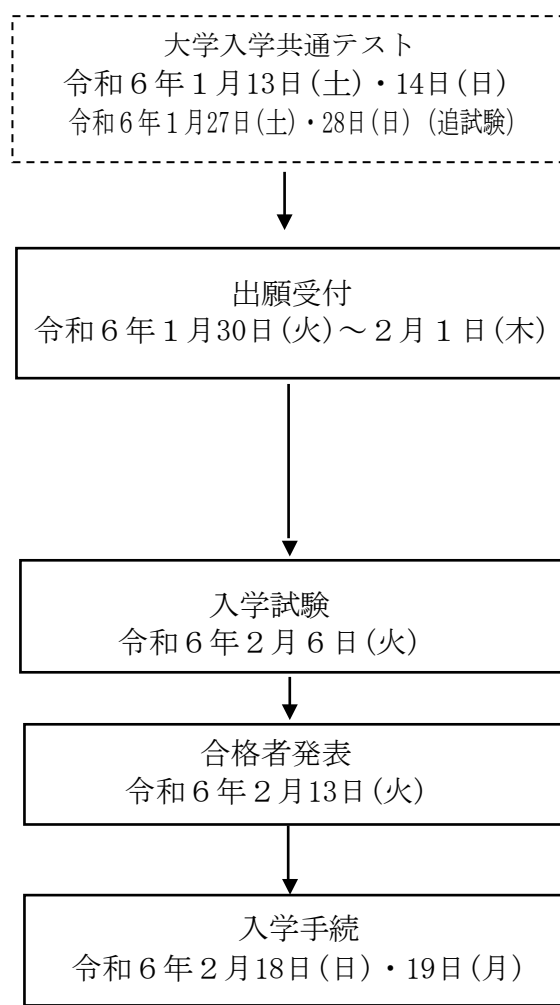 大学入学共通テスト
令和６年１月13日(土)・14日(日)
令和６年１月27日(土)・28日(日)（追試験）
出願受付
令和６年１月30日(火)～２月１日(木)
入学試験
令和６年２月６日(火)
合格者発表
令和６年２月13日(火)
入学手続
令和６年２月18日(日)・19日(月)